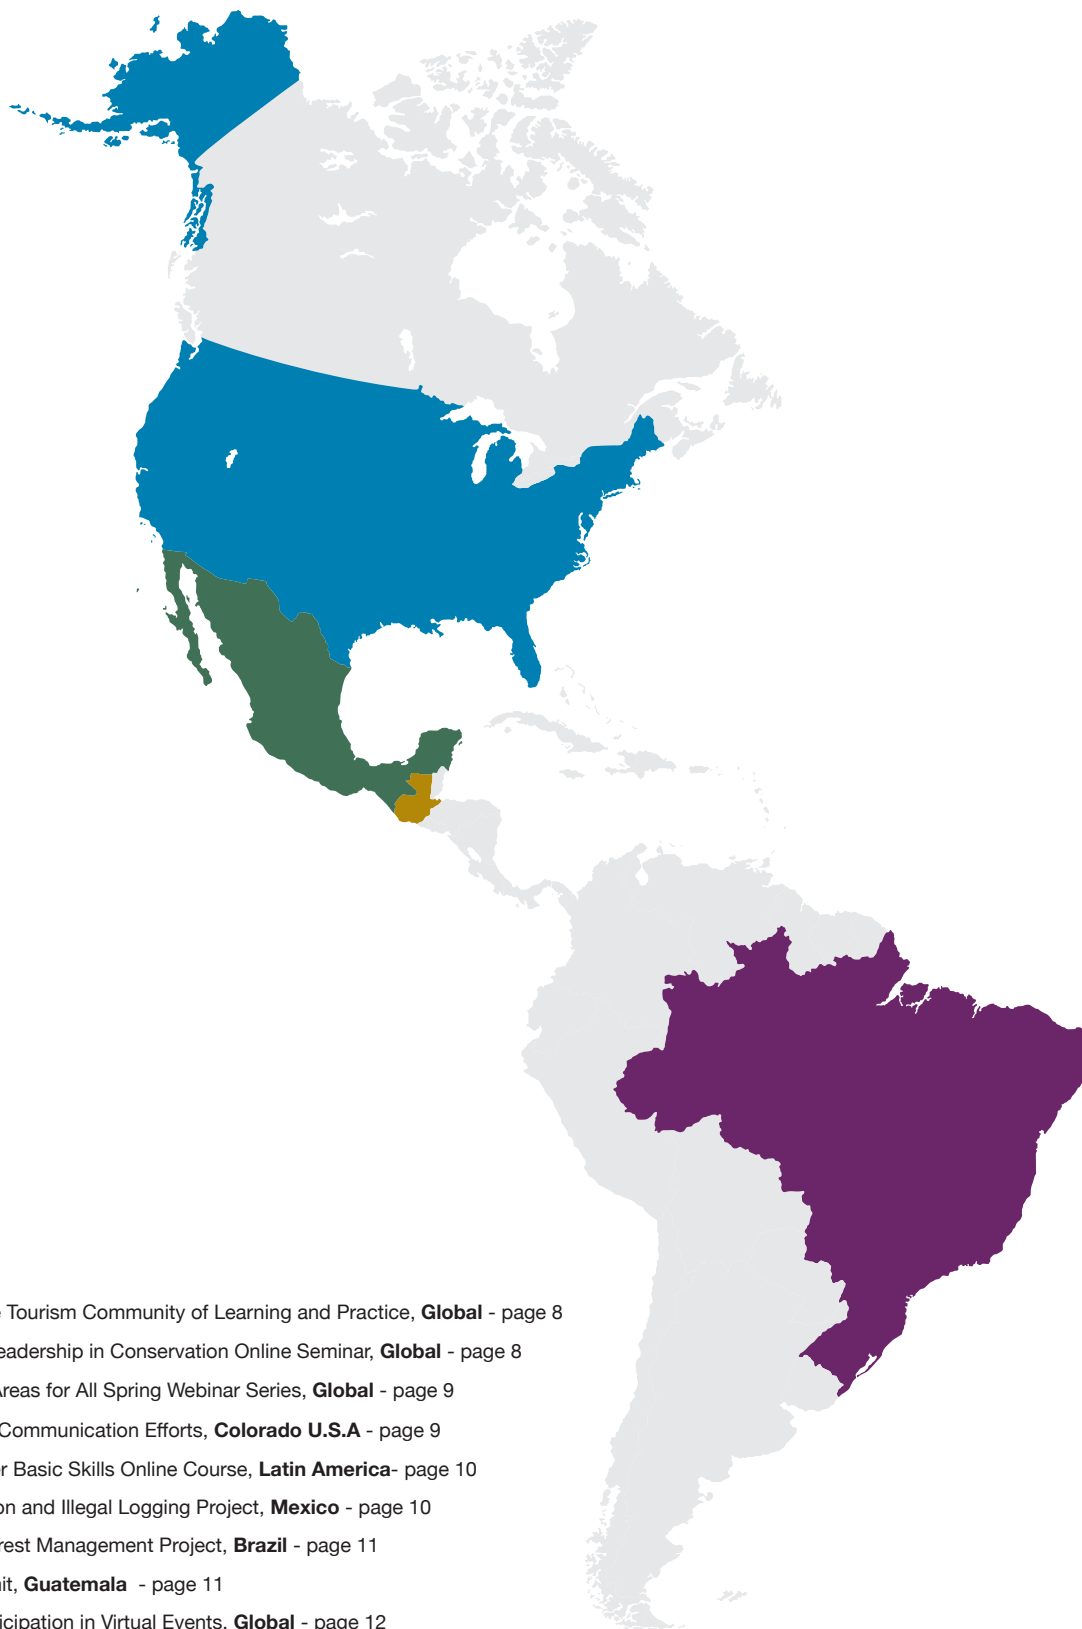 Tourism Community of Learning and Practice, Global - page 8
eadership in Conservation Online Seminar, Global - page 8
Areas for All Spring Webinar Series, Global - page 9
Communication Efforts, Colorado U.S.A - page 9
r Basic Skills Online Course, Latin America- page 10
on and Illegal Logging Project, Mexico - page 10
rest Management Project, Brazil - page 11
it, Guatemala - page 11
icipation in Virtual Events, Global - page 12